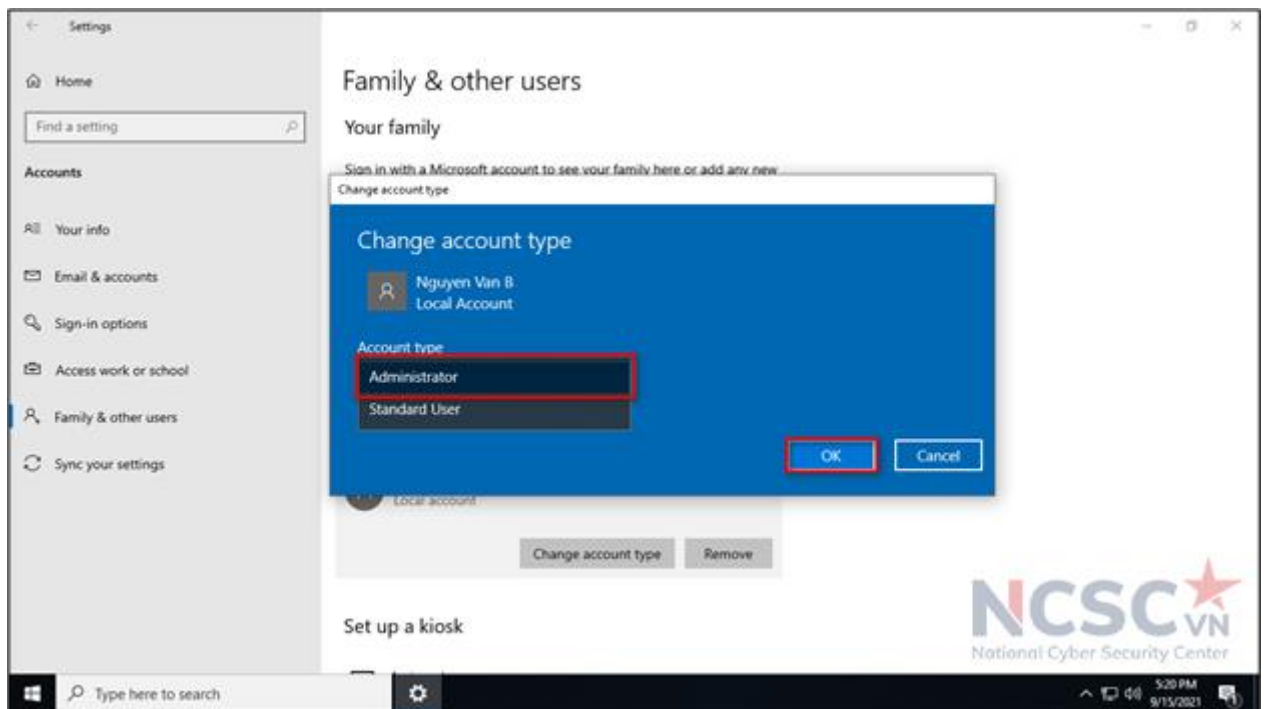 Settings
Home
Find a setting
Accounts
Your info
Email & accounts
Sign-in options
Access work or school
Family & other users
Sync your settings
Family & other users
Your family
Sign in with a Microsoft account to see your family here or add any new
Change account type
Change account type
Nguyen Van B
Local Account
Account type
Administrator
Standard User
OK
Cancel
Local account
Change account type
Remove
Set up a kiosk
NCSC
VN
National Cyber Security Center
Type here to search
5:20 PM
9/15/2021